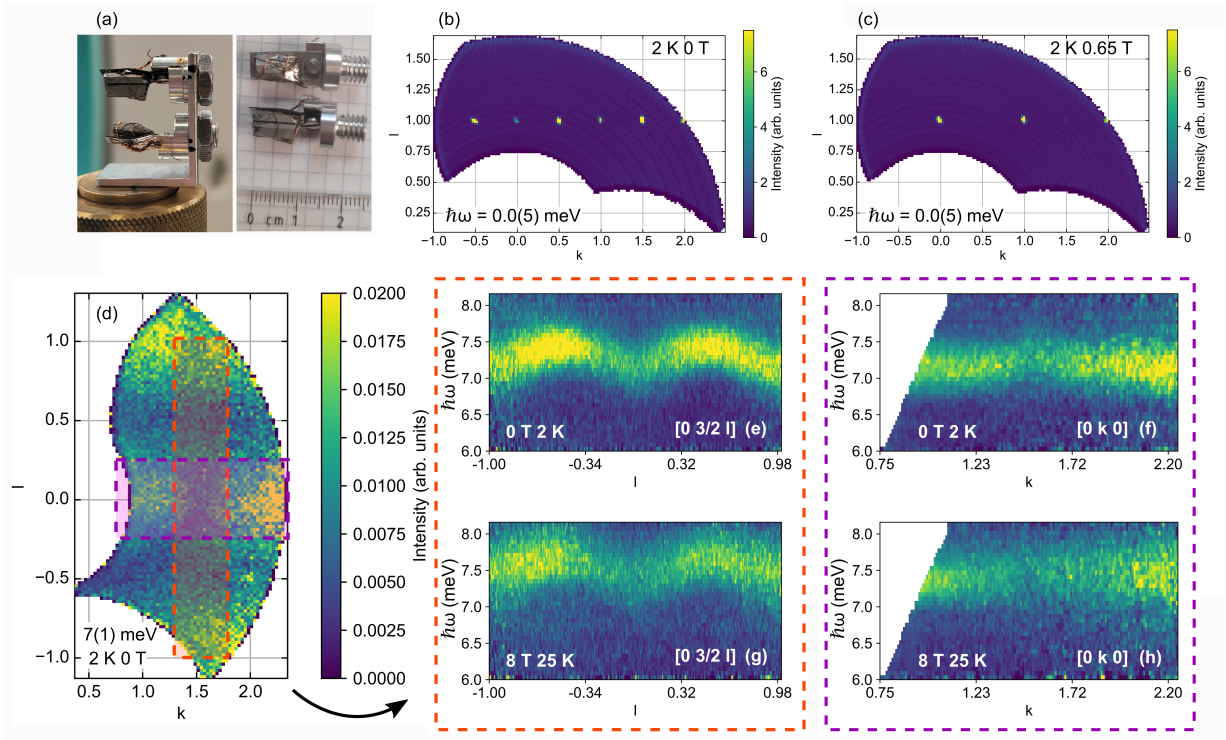 (a)
0 cm 1 2
(b)
2 K 0 T
ℏω = 0.0(5) meV
l
1.50
1.25
1.00
0.75
0.50
0.25
−1.0 −0.5 0.0 0.5 1.0 1.5 2.0
k
6
4
2
0
Intensity (arb. units)
(c)
2 K 0.65 T
ℏω = 0.0(5) meV
l
1.50
1.25
1.00
0.75
0.50
0.25
−1.0 −0.5 0.0 0.5 1.0 1.5 2.0
k
6
4
2
0
Intensity (arb. units)
(d)
l
1.0
0.5
0.0
−0.5
−1.0
7(1) meV
2 K 0 T
0.5 1.0 1.5 2.0
k
0.0200
0.0175
0.0150
0.0125
0.0100
0.0075
0.0050
0.0025
0.0000
Intensity (arb. units)
ℏω (meV)
8.0
7.5
7.0
6.5
6.0
0 T 2 K [0 3/2 l] (e)
-1.00 -0.34 0.32 0.98
l
ℏω (meV)
8.0
7.5
7.0
6.5
6.0
0 T 2 K [0 k 0] (f)
0.75 1.23 1.72 2.20
k
ℏω (meV)
8.0
7.5
7.0
6.5
6.0
8 T 25 K [0 3/2 l] (g)
-1.00 -0.34 0.32 0.98
l
ℏω (meV)
8.0
7.5
7.0
6.5
6.0
8 T 25 K [0 k 0] (h)
0.75 1.23 1.72 2.20
k